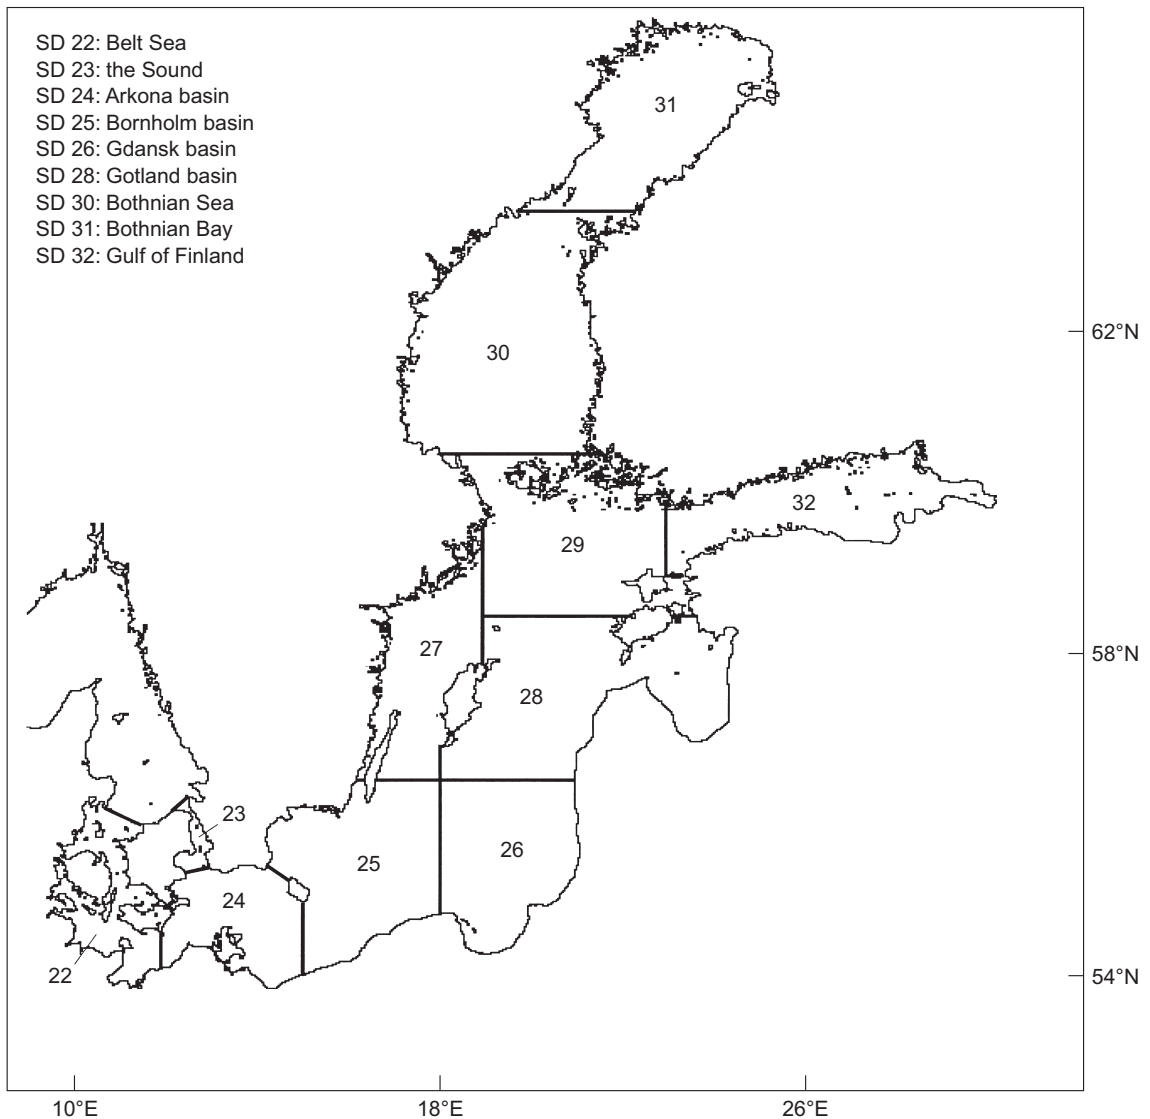 SD 22: Belt Sea
SD 23: the Sound
SD 24: Arkona basin
SD 25: Bornholm basin
SD 26: Gdansk basin
SD 28: Gotland basin
SD 30: Bothnian Sea
SD 31: Bothnian Bay
SD 32: Gulf of Finland
31
62°N
30
32
29
27
58°N
28
23
25
26
24
22
54°N
10°E
18°E
26°E